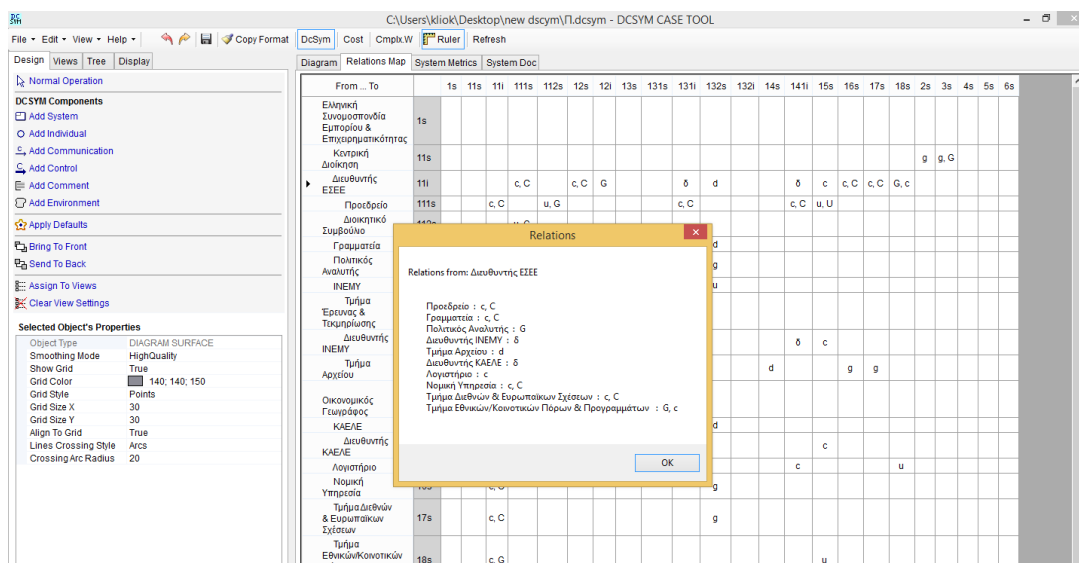 C:\Users\kliok\Desktop\new dscym\Π.dcsym - DCSYM CASE TOOL
File Edit View Help Copy Format DcSym Cost Cmplx.W Ruler Refresh
Design Views Tree Display
Normal Operation
DCSYM Components
Add System
Add Individual
Add Communication
Add Control
Add Comment
Add Environment
Apply Defaults
Bring To Front
Send To Back
Assign To Views
Clear View Settings
Selected Object's Properties
Object Type DIAGRAM SURFACE
Smoothing Mode HighQuality
Show Grid True
Grid Color 140; 140; 150
Grid Style Points
Grid Size X 30
Grid Size Y 30
Align To Grid True
Lines Crossing Style Arcs
Crossing Arc Radius 20
Diagram Relations Map System Metrics System Doc
From ... To 1s 11s 11i 111s 112s 12s 12i 13s 131s 131i 132s 132i 14s 141i 15s 16s 17s 18s 2s 3s 4s 5s 6s
Ελληνική
Συνομοσπονδία
Εμπορίου &
Επιχειρηματικότητας
1s
Κεντρική
Διοίκηση
11s g g, G
Διευθυντής
ΕΣΕΕ
11i c, C c, C G δ d δ c c, C c, C G, c
Προεδρείο 111s c, C u, G c, C c, C u, U
Διοικητικό
Συμβούλιο
Γραμματεία d
Πολιτικός
Αναλυτής g
ΙΝΕΜΥ u
Τμήμα
Έρευνας &
Τεκμηρίωσης
Διευθυντής
ΙΝΕΜΥ δ c
Τμήμα
Αρχείου d g g
Οικονομικός
Γεωγράφος
ΚΑΕΛΕ d
Διευθυντής
ΚΑΕΛΕ c
Λογιστήριο c u
Νομική
Υπηρεσία g
Τμήμα Διεθνών
& Ευρωπαϊκων
Σχέσεων
17s c, C g
Τμήμα
Εθνικών/Κοινοτικών
18s c, G u
Relations
Relations from: Διευθυντής ΕΣΕΕ
Προεδρείο : c, C
Γραμματεία : c, C
Πολιτικός Αναλυτής : G
Διευθυντής ΙΝΕΜΥ : δ
Τμήμα Αρχείου : d
Διευθυντής ΚΑΕΛΕ : δ
Λογιστήριο : c
Νομική Υπηρεσία : c, C
Τμήμα Διεθνών & Ευρωπαϊκων Σχέσεων : c, C
Τμήμα Εθνικών/Κοινοτικών Πόρων & Προγραμμάτων : G, c
OK